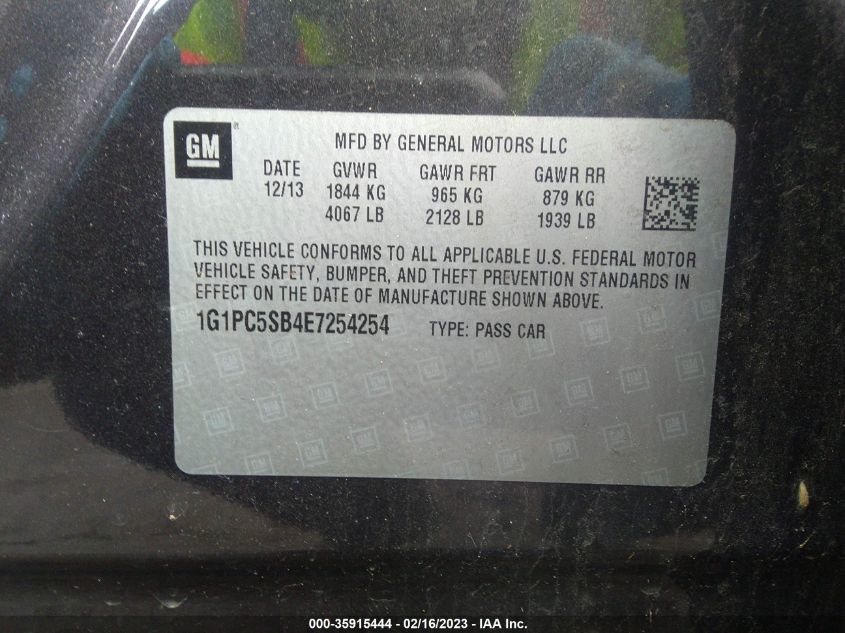 GM
MFD BY GENERAL MOTORS LLC
DATE GVWR GAWR FRT GAWR RR
12/13 1844 KG 965 KG 879 KG
4067 LB 2128 LB 1939 LB
THIS VEHICLE CONFORMS TO ALL APPLICABLE U.S. FEDERAL MOTOR
VEHICLE SAFETY, BUMPER, AND THEFT PREVENTION STANDARDS IN
EFFECT ON THE DATE OF MANUFACTURE SHOWN ABOVE.
1G1PC5SB4E7254254 TYPE: PASS CAR
000-35915444 - 02/16/2023 - IAA Inc.